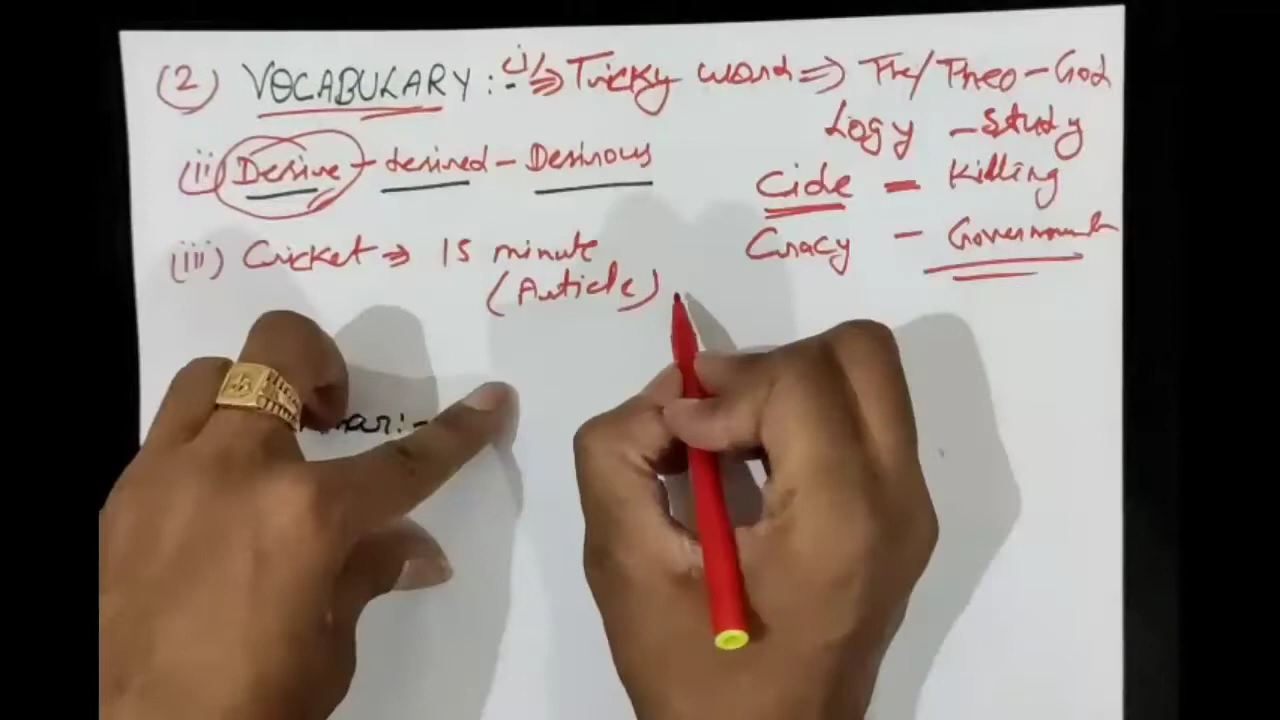 (2) VOCABULARY :- (i) ⇒ Tricky word ⇒ The/Theo - God
Logy - Study
(ii) Desire - desired - Desirous
Cide = Killing
Cracy - Government
(iii) Cricket ⇒ 15 minute
(Article)
mar:-